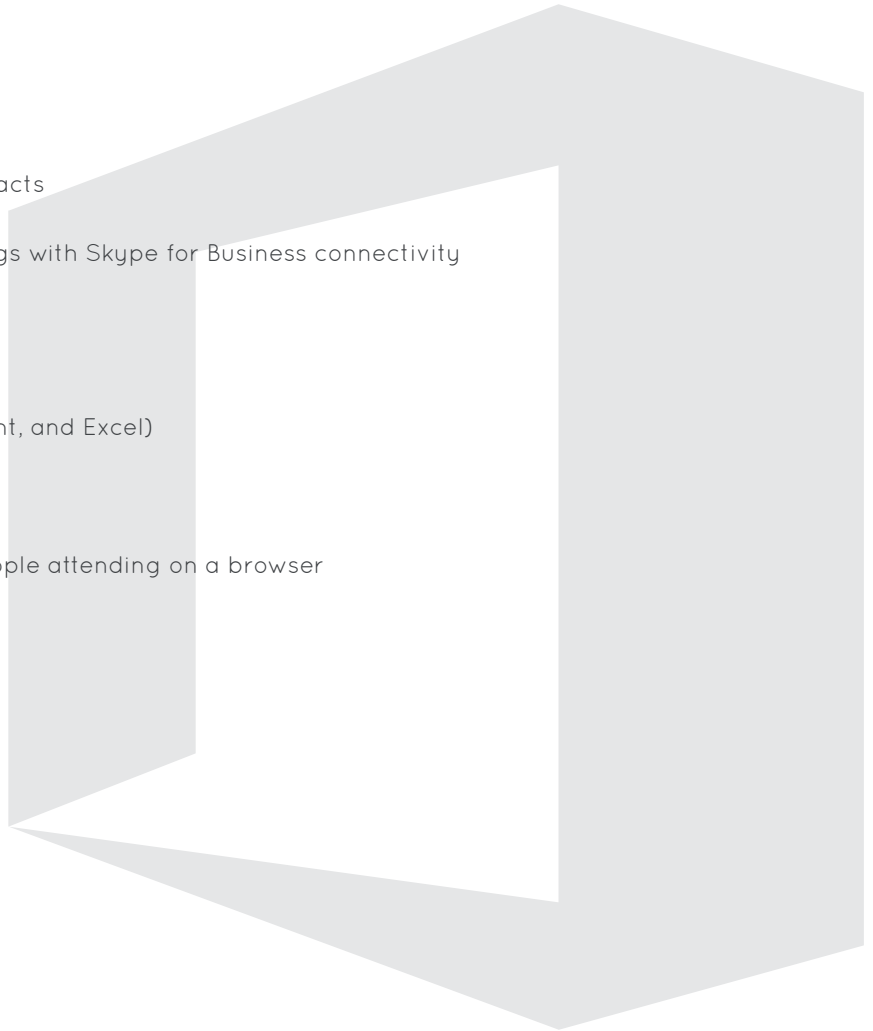 acts
gs with Skype for Business connectivity
nt, and Excel)
ople attending on a browser